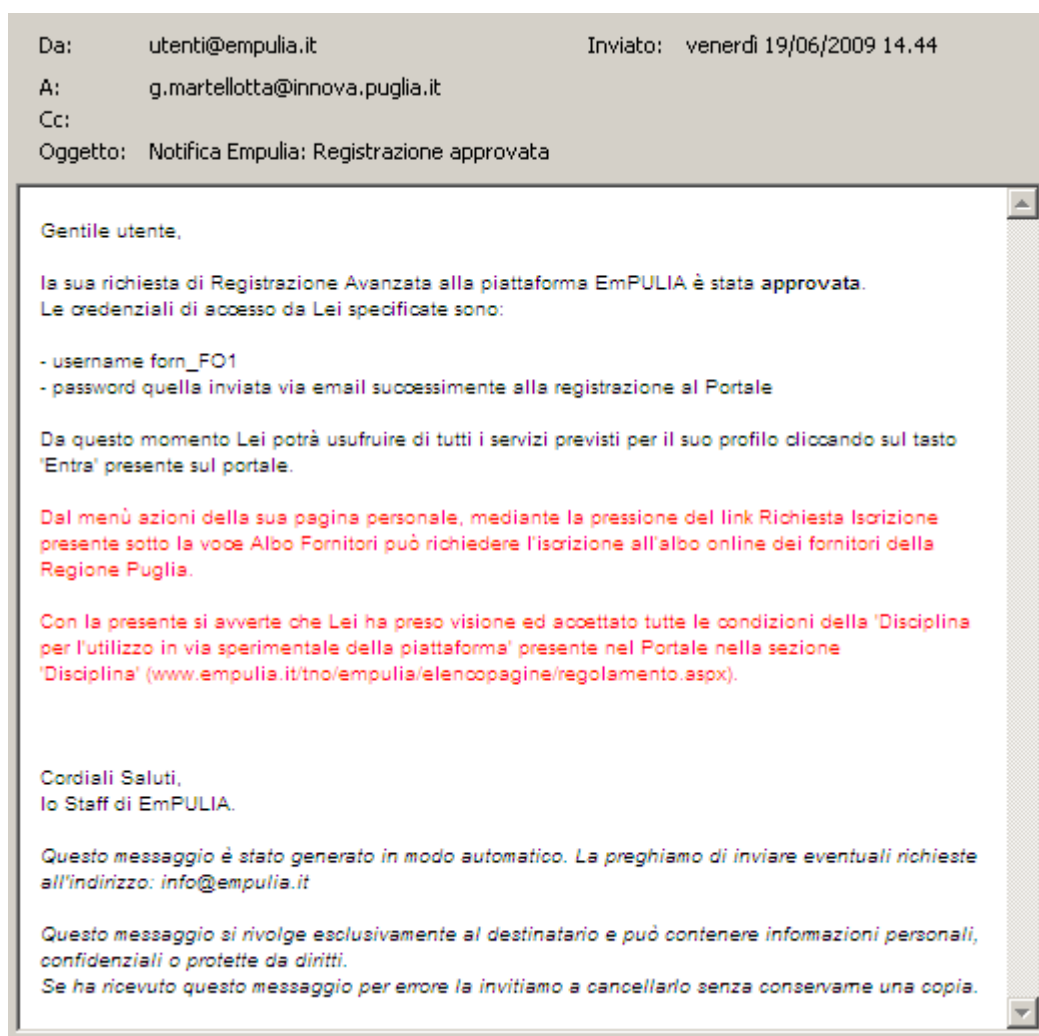 Da: utenti@empulia.it Inviato: venerdì 19/06/2009 14.44
A: g.martellotta@innova.puglia.it
Cc:
Oggetto: Notifica Empulia: Registrazione approvata
Gentile utente,
la sua richiesta di Registrazione Avanzata alla piattaforma EmPULIA è stata approvata.
Le credenziali di accesso da Lei specificate sono:
- username forn_FO1
- password quella inviata via email successimente alla registrazione al Portale
Da questo momento Lei potrà usufruire di tutti i servizi previsti per il suo profilo cliccando sul tasto
'Entra' presente sul portale.
Dal menù azioni della sua pagina personale, mediante la pressione del link Richiesta Iscrizione
presente sotto la voce Albo Fornitori può richiedere l'iscrizione all'albo online dei fornitori della
Regione Puglia.
Con la presente si avverte che Lei ha preso visione ed accettato tutte le condizioni della 'Disciplina
per l'utilizzo in via sperimentale della piattaforma' presente nel Portale nella sezione
'Disciplina' (www.empulia.it/tno/empulia/elencopagine/regolamento.aspx).
Cordiali Saluti,
lo Staff di EmPULIA.
Questo messaggio è stato generato in modo automatico. La preghiamo di inviare eventuali richieste
all'indirizzo: info@empulia.it
Questo messaggio si rivolge esclusivamente al destinatario e può contenere informazioni personali,
confidenziali o protette da diritti.
Se ha ricevuto questo messaggio per errore la invitiamo a cancellarlo senza conservarne una copia.